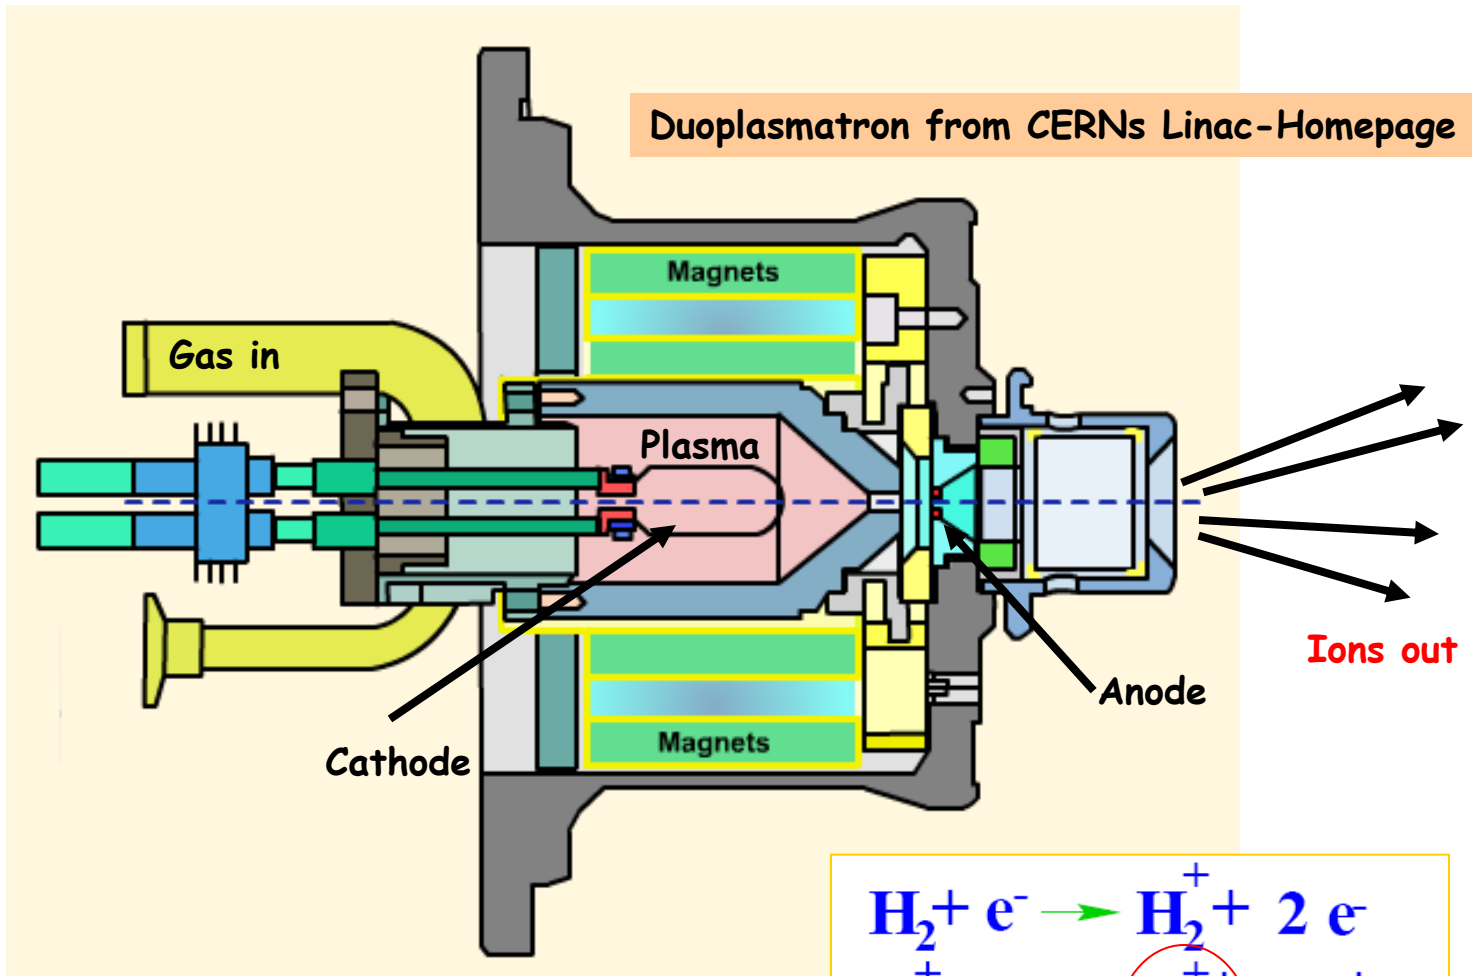 Duoplasmatron from CERNs Linac-Homepage
Magnets
Gas in
Plasma
Ions out
Anode
Magnets
Cathode
H₂ + e⁻ → H₂⁺ + 2 e⁻